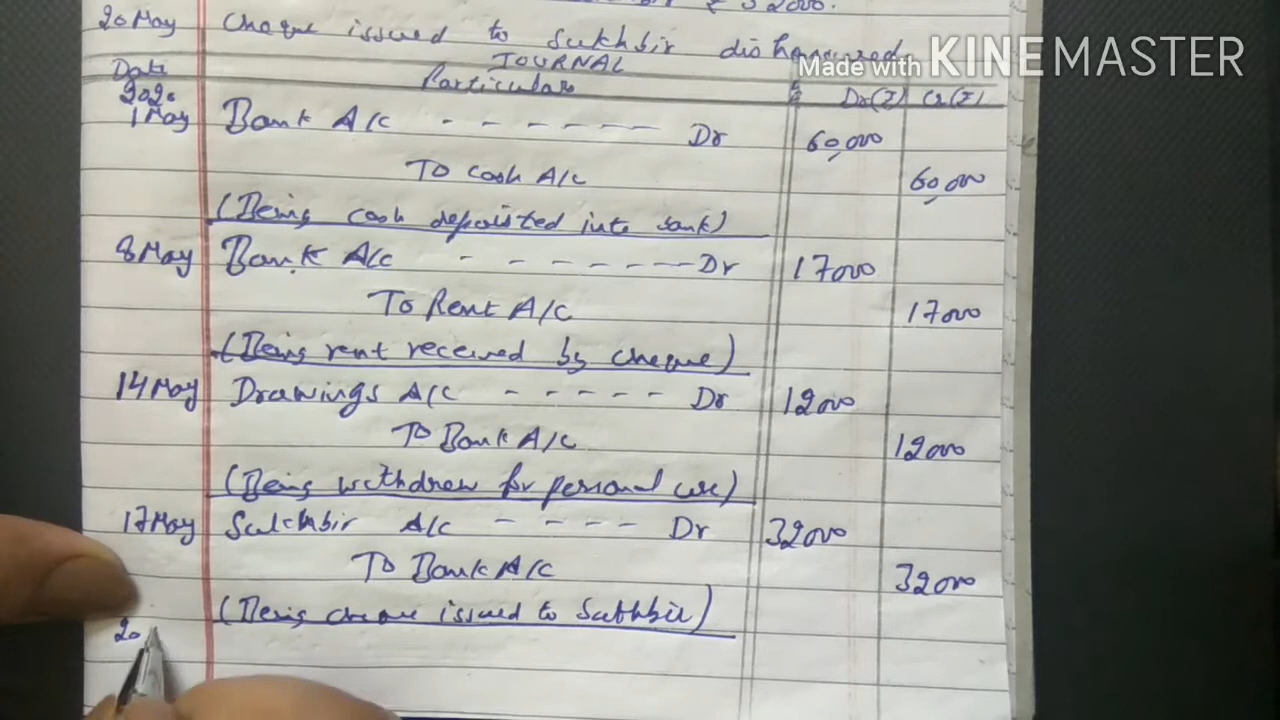 ₹ 32000.
20 May Cheque issued to Sukhbir dishonoured
Made with KINEMASTER
JOURNAL
Date Particulars Dr(₹) Cr(₹)
2020
1 May Bank A/c - - - - - - - Dr 60,000
To Cash A/c 60,000
(Being cash deposited into bank)
8 May Bank A/c - - - - - - - Dr 17000
To Rent A/c 17000
(Being rent received by cheque)
14 May Drawings A/c - - - - - Dr 12000
To Bank A/c 12000
(Being withdrew for personal use)
17 May Sukhbir A/c - - - - Dr 32000
To Bank A/c 32000
(Being cheque issued to Sukhbir)
20